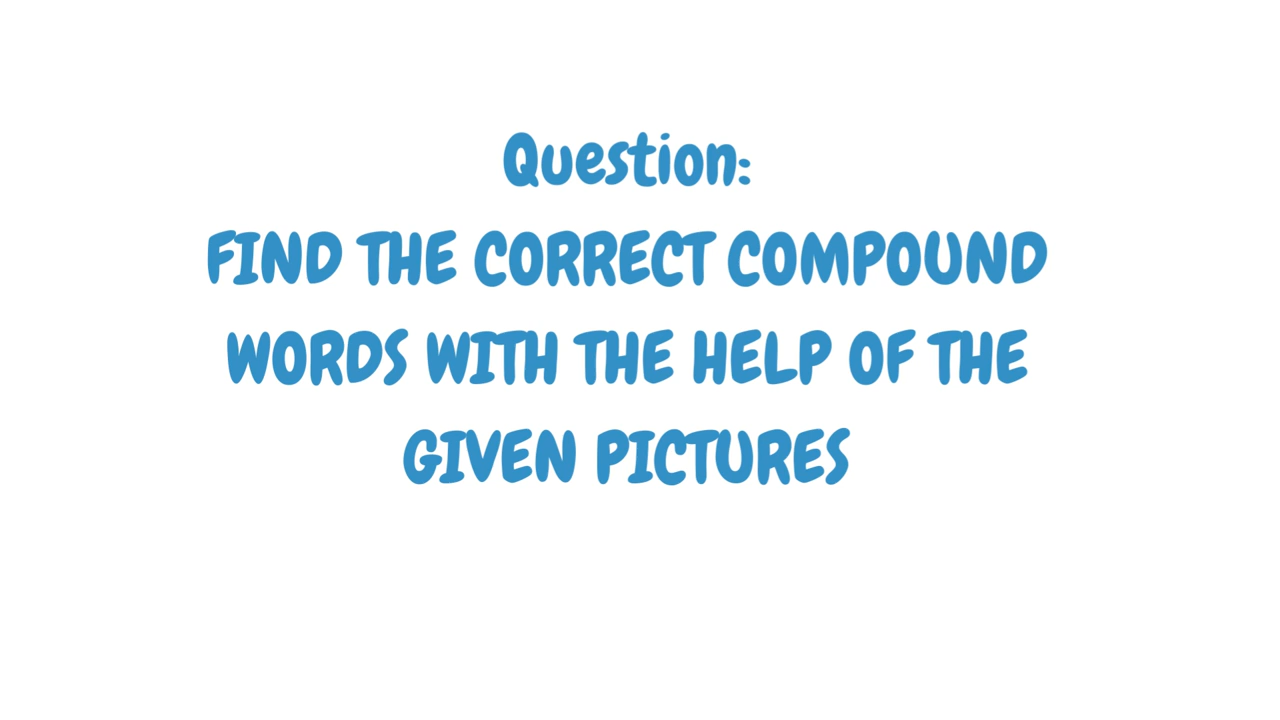 Question:
FIND THE CORRECT COMPOUND
WORDS WITH THE HELP OF THE
GIVEN PICTURES